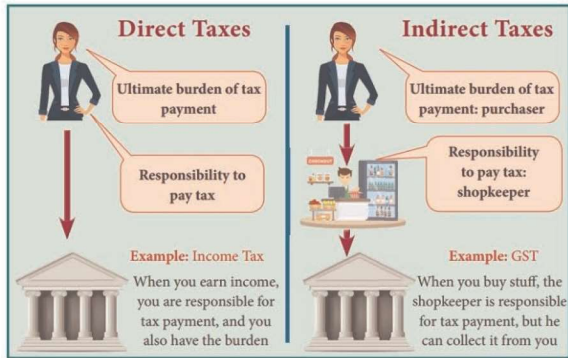 Direct Taxes
Ultimate burden of tax
payment
Responsibility to
pay tax
Example: Income Tax
When you earn income,
you are responsible for
tax payment, and you
also have the burden
Indirect Taxes
Ultimate burden of tax
payment: purchaser
Responsibility
to pay tax:
shopkeeper
Example: GST
When you buy stuff, the
shopkeeper is responsible
for tax payment, but he
can collect it from you